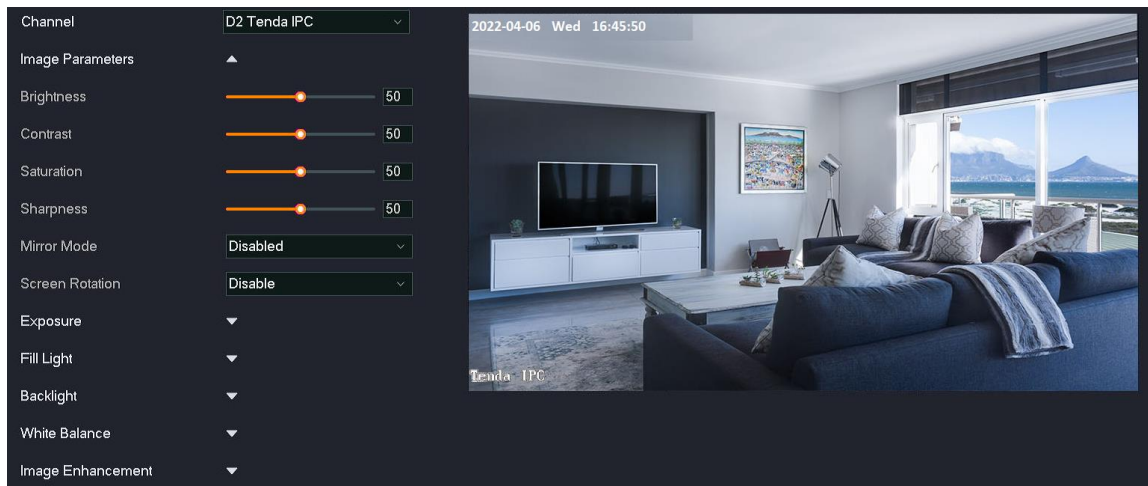 Channel
D2 Tenda IPC
Image Parameters
Brightness
50
Contrast
50
Saturation
50
Sharpness
50
Mirror Mode
Disabled
Screen Rotation
Disable
Exposure
Fill Light
Backlight
White Balance
Image Enhancement
2022-04-06 Wed 16:45:50
Tenda IPC